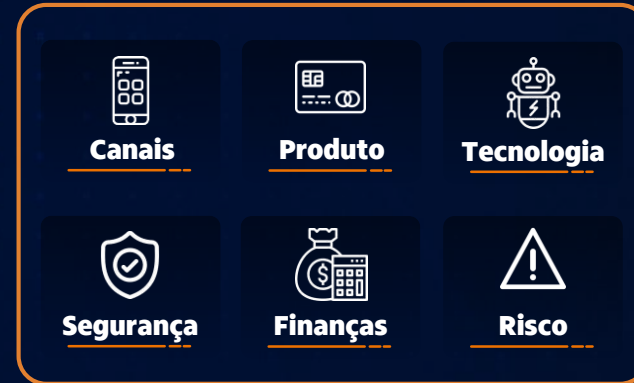 Canais
Produto
Tecnologia
Segurança
Finanças
Risco